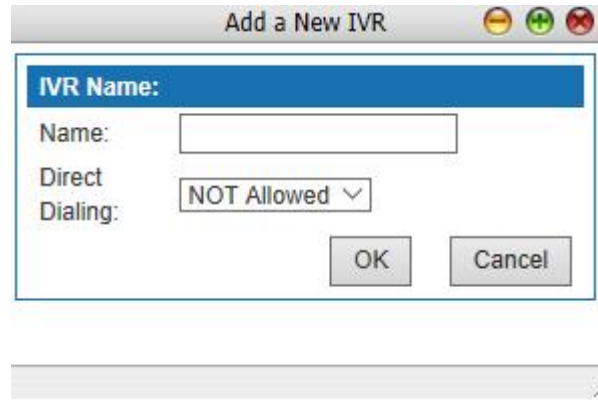 Add a New IVR
IVR Name:
Name:
Direct
Dialing:
NOT Allowed
OK
Cancel